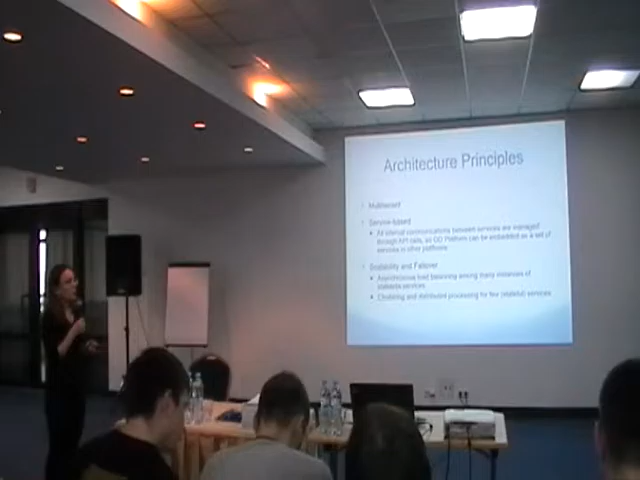 Architecture Principles
Multitenant
Service-based
All internal communications between services are managed
through API calls, so GD Platform can be embedded as a set of
services in other platforms
Scalability and Failover
Asynchronous load balancing among many instances of
stateless services
Clustering and distributed processing for few (stateful) services